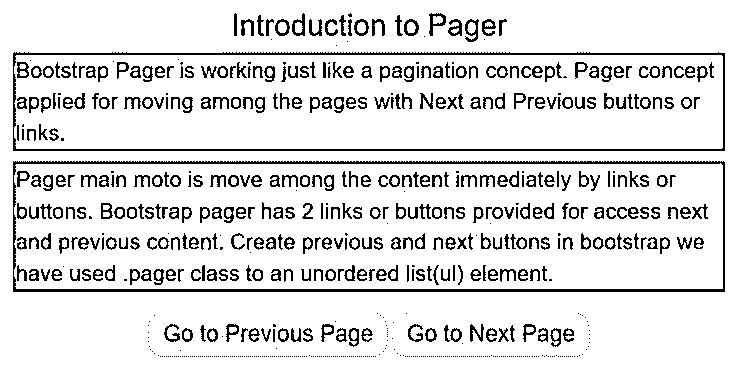 Introduction to Pager
Bootstrap Pager is working just like a pagination concept. Pager concept
applied for moving among the pages with Next and Previous buttons or
links.
Pager main moto is move among the content immediately by links or
buttons. Bootstrap pager has 2 links or buttons provided for access next
and previous content. Create previous and next buttons in bootstrap we
have used .pager class to an unordered list(ul) element.
Go to Previous Page Go to Next Page